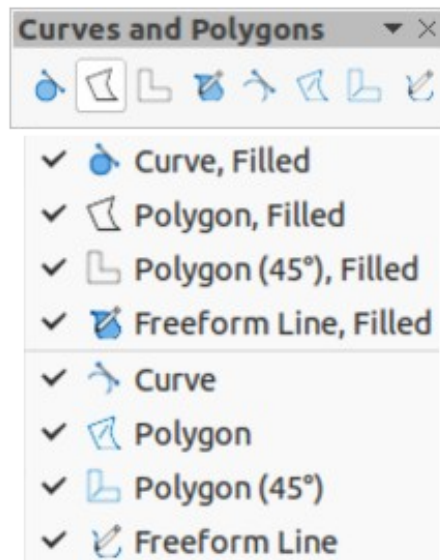 Curves and Polygons
Curve, Filled
Polygon, Filled
Polygon (45°), Filled
Freeform Line, Filled
Curve
Polygon
Polygon (45°)
Freeform Line